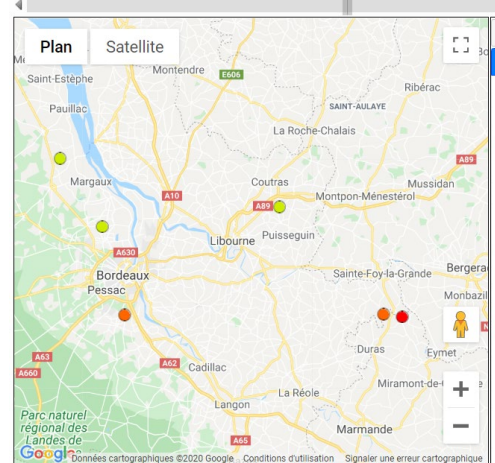 Plan Satellite
Montendre
E606
Saint-Estèphe
Ribérac
Pauillac
SAINT-AULAYE
La Roche-Chalais
A89
Margaux
Coutras
Mussidan
A10
Montpon-Ménestérol
A89
Libourne
Puisseguin
A630
Bordeaux
Sainte-Foy-la-Grande
Bergera
Pessac
Monbazil
Duras
Eymet
A63
A62
Cadillac
A660
Miramont-de-
La Réole
Langon
Parc naturel
régional des
Landes de
Marmande
A65
Google
Données cartographiques ©2020 Google Conditions d'utilisation Signaler une erreur cartographique